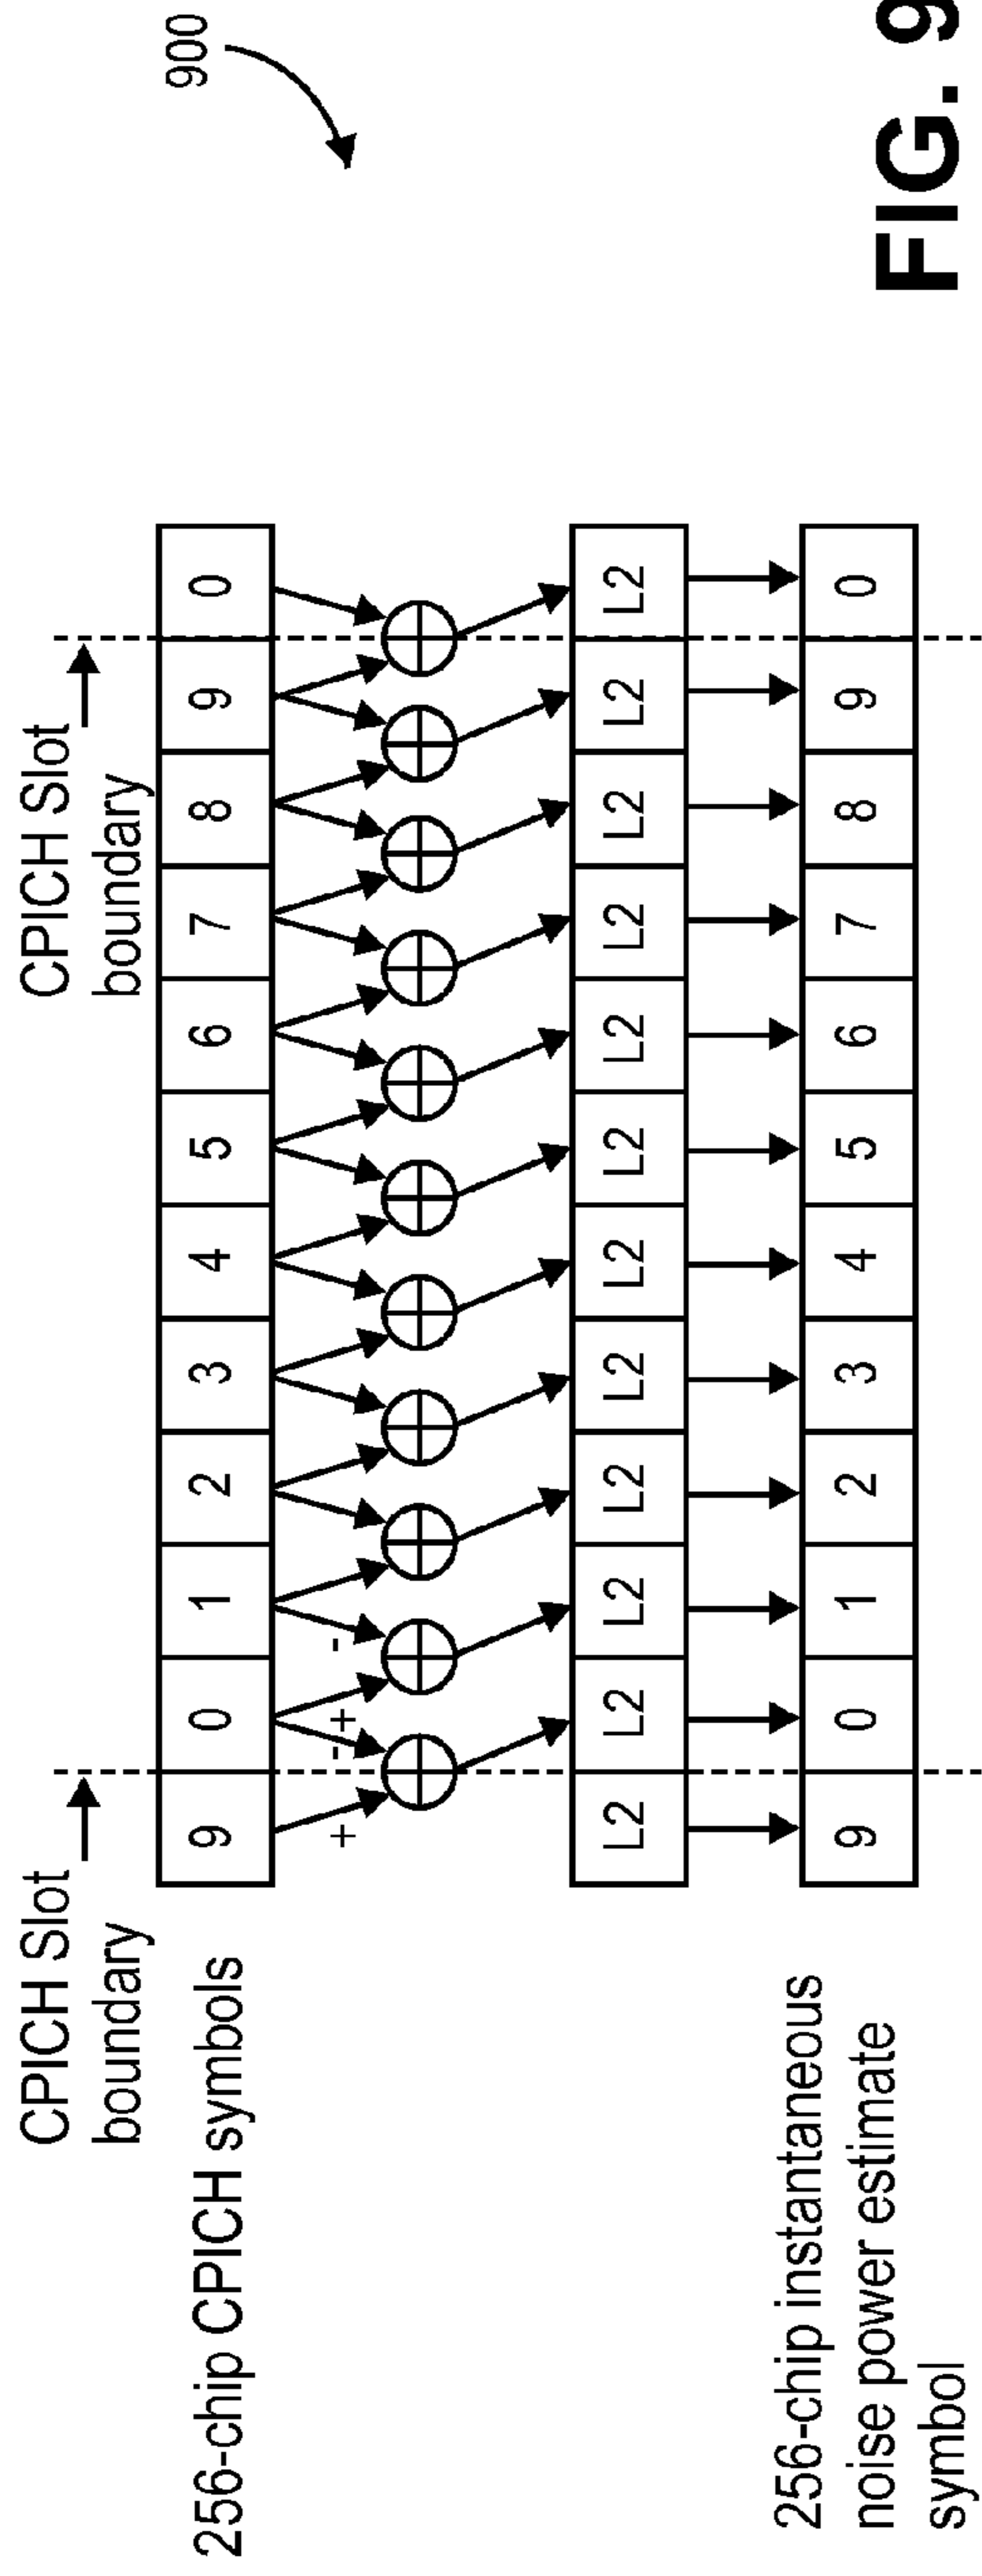 CPICH Slot
boundary
CPICH Slot
boundary
900
256-chip CPICH symbols
9 0 1 2 3 4 5 6 7 8 9 0
+ - + -
L2 L2 L2 L2 L2 L2 L2 L2 L2 L2 L2 L2
256-chip instantaneous
noise power estimate
symbol
9 0 1 2 3 4 5 6 7 8 9 0
FIG. 9